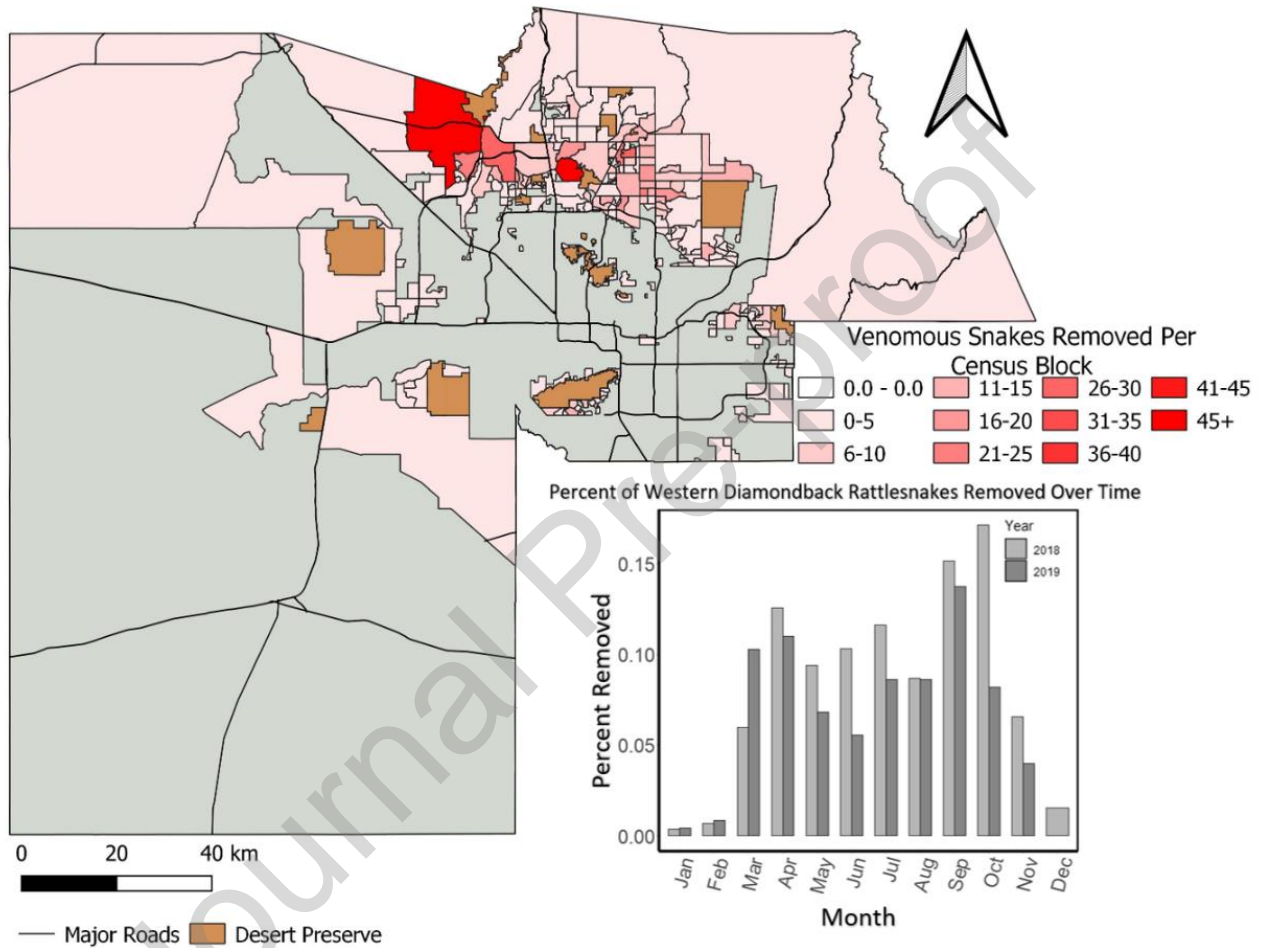 Venomous Snakes Removed Per
Census Block
0.0 - 0.0 11-15 26-30 41-45
0-5 16-20 31-35 45+
6-10 21-25 36-40
Percent of Western Diamondback Rattlesnakes Removed Over Time
Year
2018
2019
Percent Removed
0.15
0.10
0.05
0.00
Jan Feb Mar Apr May Jun Jul Aug Sep Oct Nov Dec
Month
0 20 40 km
Major Roads Desert Preserve
Journal Pre-proof